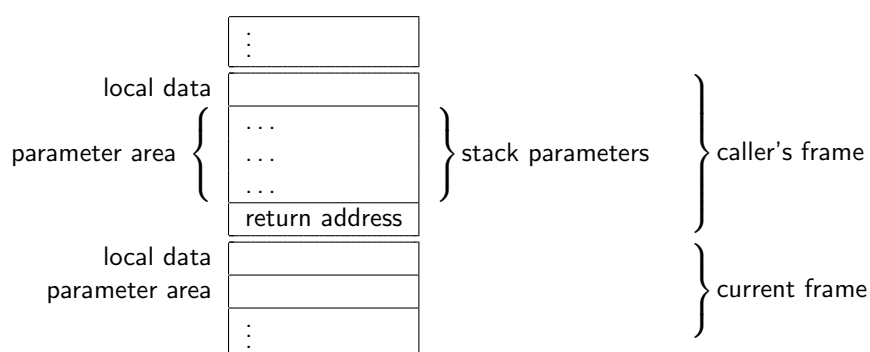 ⋮
local data
parameter area
. . .
. . .
. . .
stack parameters
caller's frame
return address
local data
parameter area
current frame
⋮